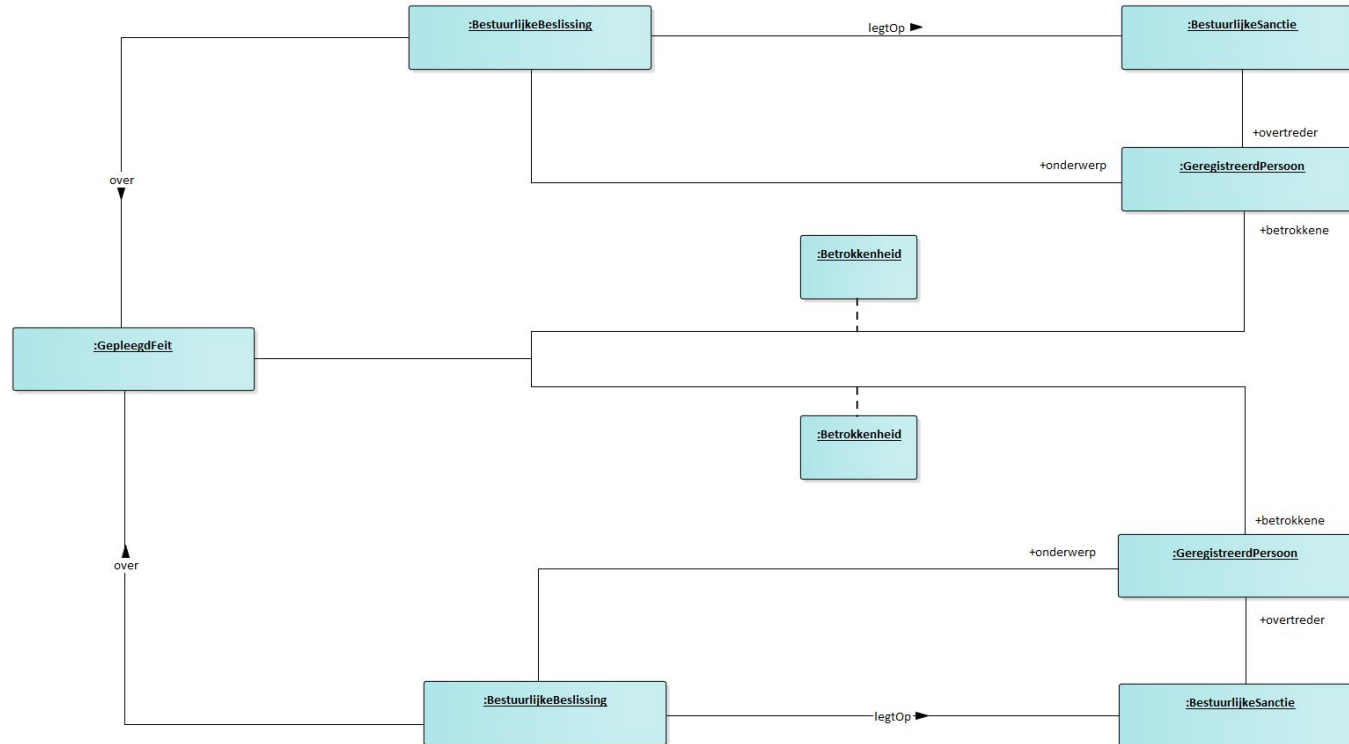 :BestuurlijkeBeslissing
legtOp
:BestuurlijkeSanctie
+overtreder
+onderwerp
:GeregistreerdPersoon
over
+betrokkene
:Betrokkenheid
:GepleegdFeit
:Betrokkenheid
+betrokkene
+onderwerp
:GeregistreerdPersoon
over
+overtreder
:BestuurlijkeBeslissing
legtOp
:BestuurlijkeSanctie